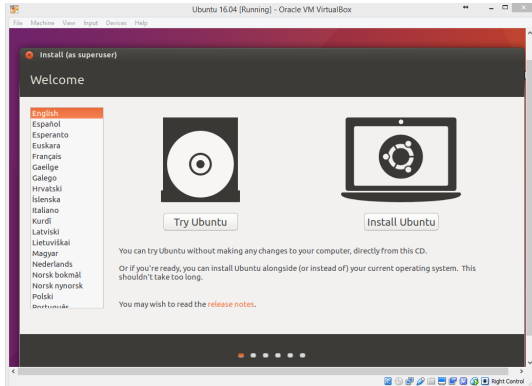 Ubuntu 16.04 [Running] - Oracle VM VirtualBox
File Machine View Input Devices Help
Install (as superuser)
Welcome
English
Español
Esperanto
Euskara
Français
Gaeilge
Galego
Hrvatski
Íslenska
Italiano
Kurdî
Latviski
Lietuviškai
Magyar
Nederlands
Norsk bokmål
Norsk nynorsk
Polski
Português
Try Ubuntu
Install Ubuntu
You can try Ubuntu without making any changes to your computer, directly from this CD.
Or if you're ready, you can install Ubuntu alongside (or instead of) your current operating system. This
shouldn't take too long.
You may wish to read the release notes.
Right Control